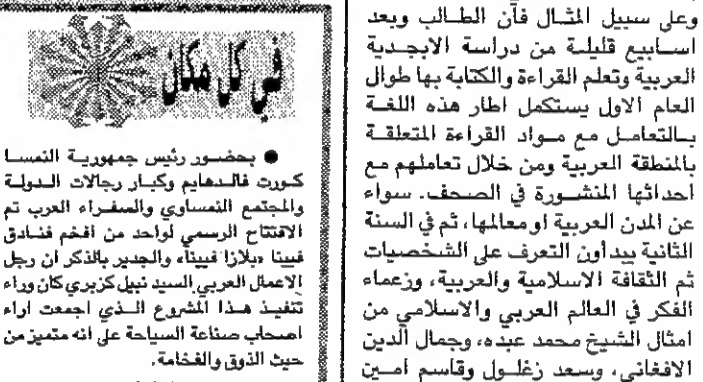 وعلى سبيل المثال فأن الطالب وبعد
اسابيع قليلة من دراسة الابجدية
العربية وتعلم القراءة والكتابة بها طوال
العام الاول يستكمل اطار هذه اللغة
بالتعامل مع مواد القراءة المتعلقة
بالمنطقة العربية ومن خلال تعاملهم مع
احداثها المنشورة في الصحف. سواء
عن المدن العربية او معالمها، ثم في السنة
الثانية يبدأون التعرف على الشخصيات
ثم الثقافة الاسلامية والعربية، وزعماء
الفكر في العالم العربي والاسلامي من
امثال الشيخ محمد عبده، وجمال الدين
الافغاني، وسعد زغلول وقاسم امين
في كل مكان
● بحضور رئيس جمهورية النمسا
كورت فالدهايم وكبار رجالات الدولة
والمجتمع النمساوي والسفراء العرب تم
الافتتاح الرسمي لواحد من افخم فنادق
فيينا «بلازا فيينا» والجدير بالذكر ان رجل
الاعمال العربي السيد نبيل كزبري كان وراء
تنفيذ هذا المشروع الذي اجمعت اراء
اصحاب صناعة السياحة على انه متميز من
حيث الذوق والفخامة.